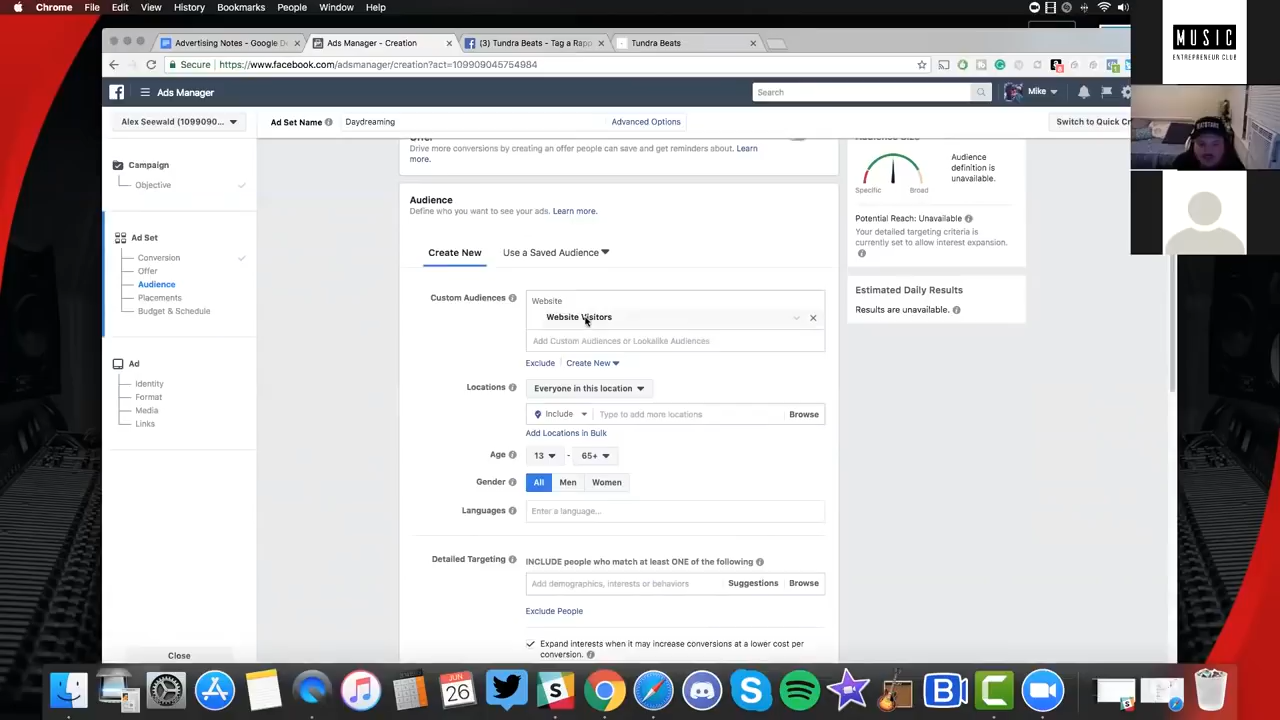 Chrome File Edit View History Bookmarks People Window Help
Advertising Notes - Google D
Ads Manager - Creation
(3) Tundra Beats - Tag a Rapp
Tundra Beats
Secure https://www.facebook.com/adsmanager/creation?act=109909045754984
MUSIC
ENTREPRENEUR CLUB
Ads Manager
Search
Mike
Alex Seewald (1099090...
Ad Set Name
Daydreaming
Advanced Options
Switch to Quick Cr
Campaign
Objective
Ad Set
Conversion
Offer
Audience
Placements
Budget & Schedule
Ad
Identity
Format
Media
Links
Close
Offer
Drive more conversions by creating an offer people can save and get reminders about. Learn
more.
Audience
Define who you want to see your ads. Learn more.
Create New
Use a Saved Audience
Custom Audiences
Website
Website Visitors
Add Custom Audiences or Lookalike Audiences
Exclude
Create New
Locations
Everyone in this location
Include
Type to add more locations
Browse
Add Locations in Bulk
Age
13 - 65+
Gender
All Men Women
Languages
Enter a language...
Detailed Targeting
INCLUDE people who match at least ONE of the following
Add demographics, interests or behaviors
Suggestions
Browse
Exclude People
Expand interests when it may increase conversions at a lower cost per
conversion.
Audience Size
Specific
Broad
Audience
definition is
unavailable.
Potential Reach: Unavailable
Your detailed targeting criteria is
currently set to allow interest expansion.
Estimated Daily Results
Results are unavailable.
JUN
26